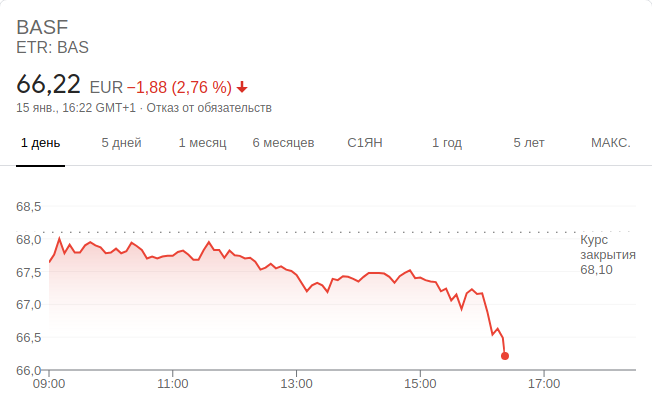 BASF
ETR: BAS
66,22 EUR −1,88 (2,76 %)
15 янв., 16:22 GMT+1 · Отказ от обязательств
1 день 5 дней 1 месяц 6 месяцев С1ЯН 1 год 5 лет МАКС.
68,5
68,0
67,5
67,0
66,5
66,0
Курс
закрытия
68,10
09:00 11:00 13:00 15:00 17:00